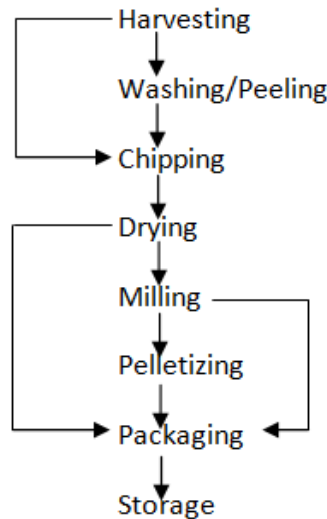 Harvesting
Washing/Peeling
Chipping
Drying
Milling
Pelletizing
Packaging
Storage